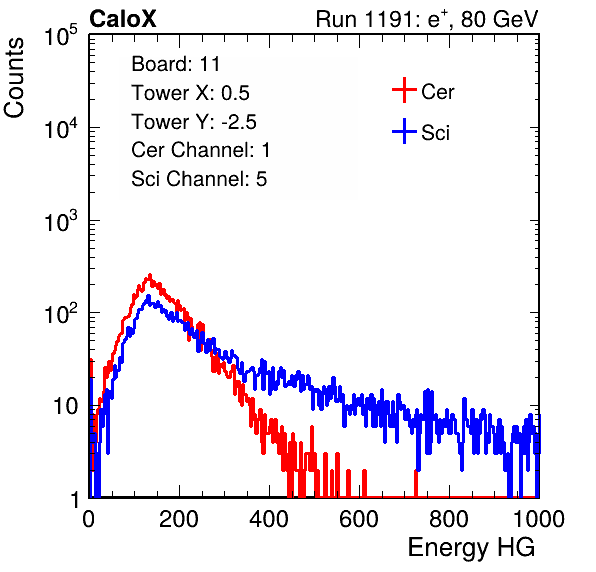 CaloX Run 1191: e⁺, 80 GeV
Counts
Board: 11
Tower X: 0.5
Tower Y: -2.5
Cer Channel: 1
Sci Channel: 5
Cer
Sci
10⁵
10⁴
10³
10²
10
1
0 200 400 600 800 1000
Energy HG